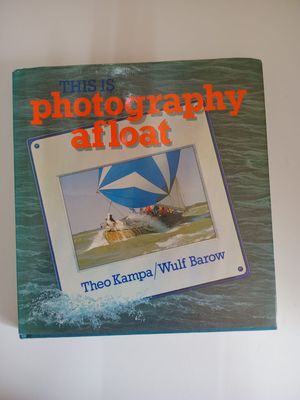 THIS IS
photography
afloat
Theo Kampa/Wulf Barow